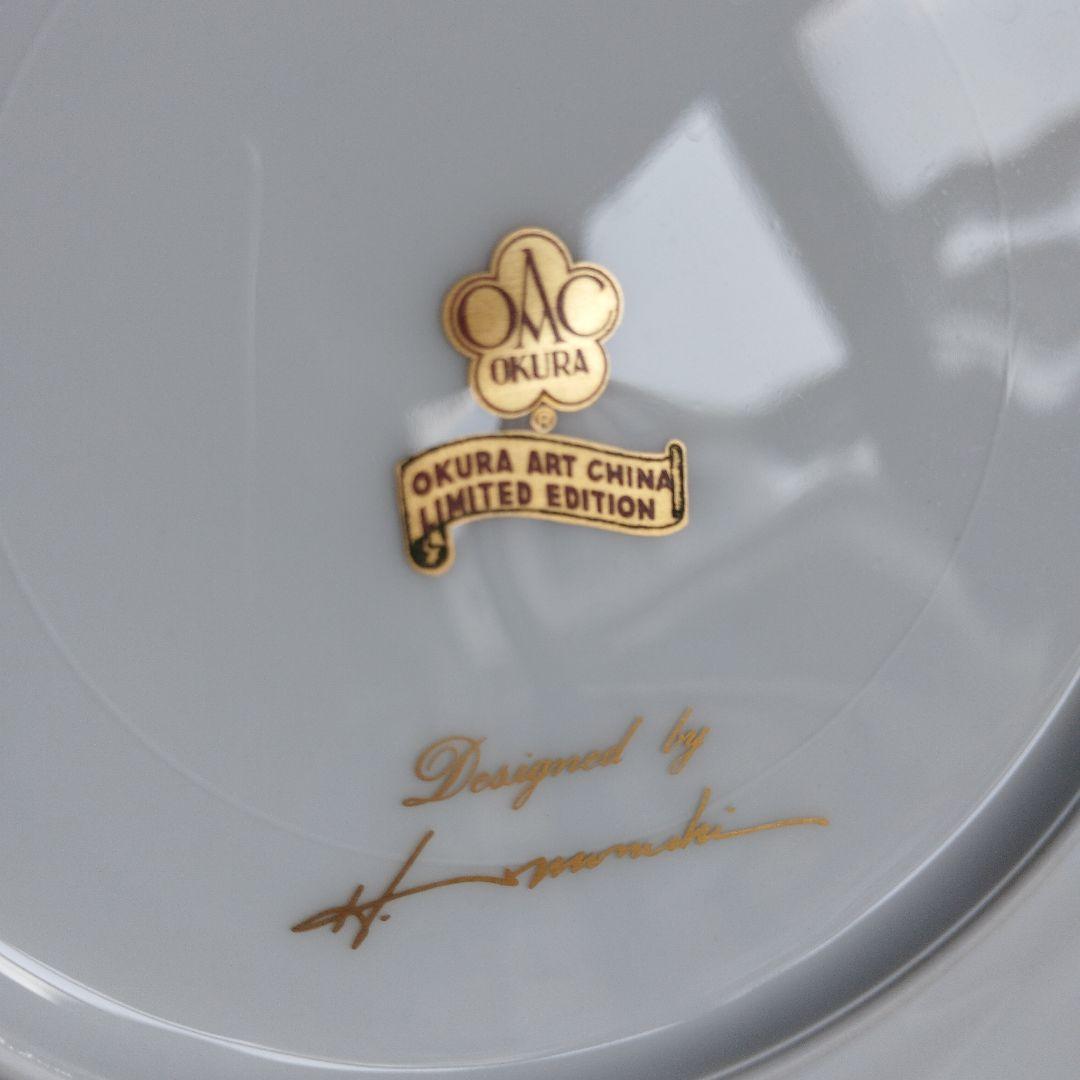 OAC
OKURA
®
OKURA ART CHINA
LIMITED EDITION
Designed by
H.